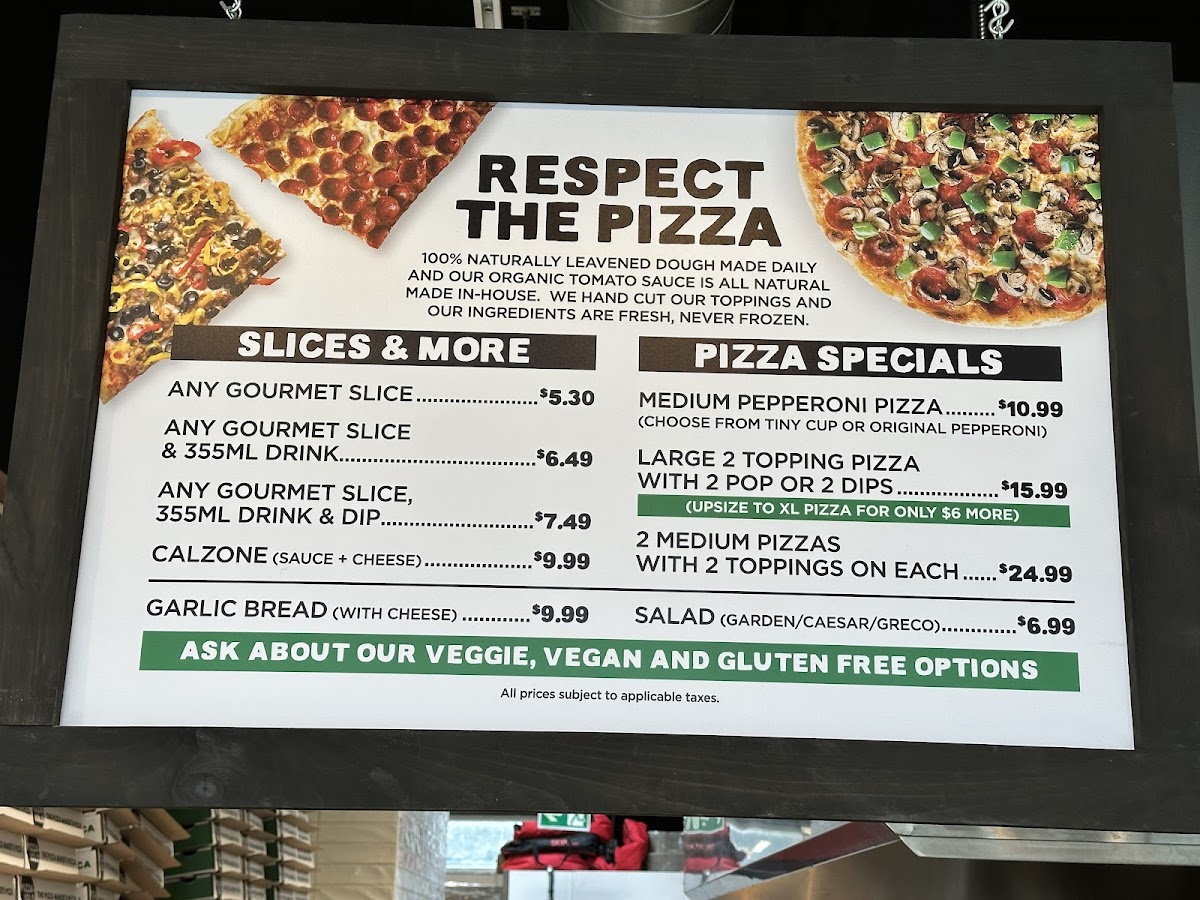 RESPECT
THE PIZZA
100% NATURALLY LEAVENED DOUGH MADE DAILY
AND OUR ORGANIC TOMATO SAUCE IS ALL NATURAL
MADE IN-HOUSE. WE HAND CUT OUR TOPPINGS AND
OUR INGREDIENTS ARE FRESH, NEVER FROZEN.
SLICES & MORE
ANY GOURMET SLICE......................$5.30
ANY GOURMET SLICE
& 355ML DRINK....................................$6.49
ANY GOURMET SLICE,
355ML DRINK & DIP............................$7.49
CALZONE (SAUCE + CHEESE)...................$9.99
GARLIC BREAD (WITH CHEESE) ............$9.99
PIZZA SPECIALS
MEDIUM PEPPERONI PIZZA.........$10.99
(CHOOSE FROM TINY CUP OR ORIGINAL PEPPERONI)
LARGE 2 TOPPING PIZZA
WITH 2 POP OR 2 DIPS..................$15.99
(UPSIZE TO XL PIZZA FOR ONLY $6 MORE)
2 MEDIUM PIZZAS
WITH 2 TOPPINGS ON EACH......$24.99
SALAD (GARDEN/CAESAR/GRECO).............$6.99
ASK ABOUT OUR VEGGIE, VEGAN AND GLUTEN FREE OPTIONS
All prices subject to applicable taxes.